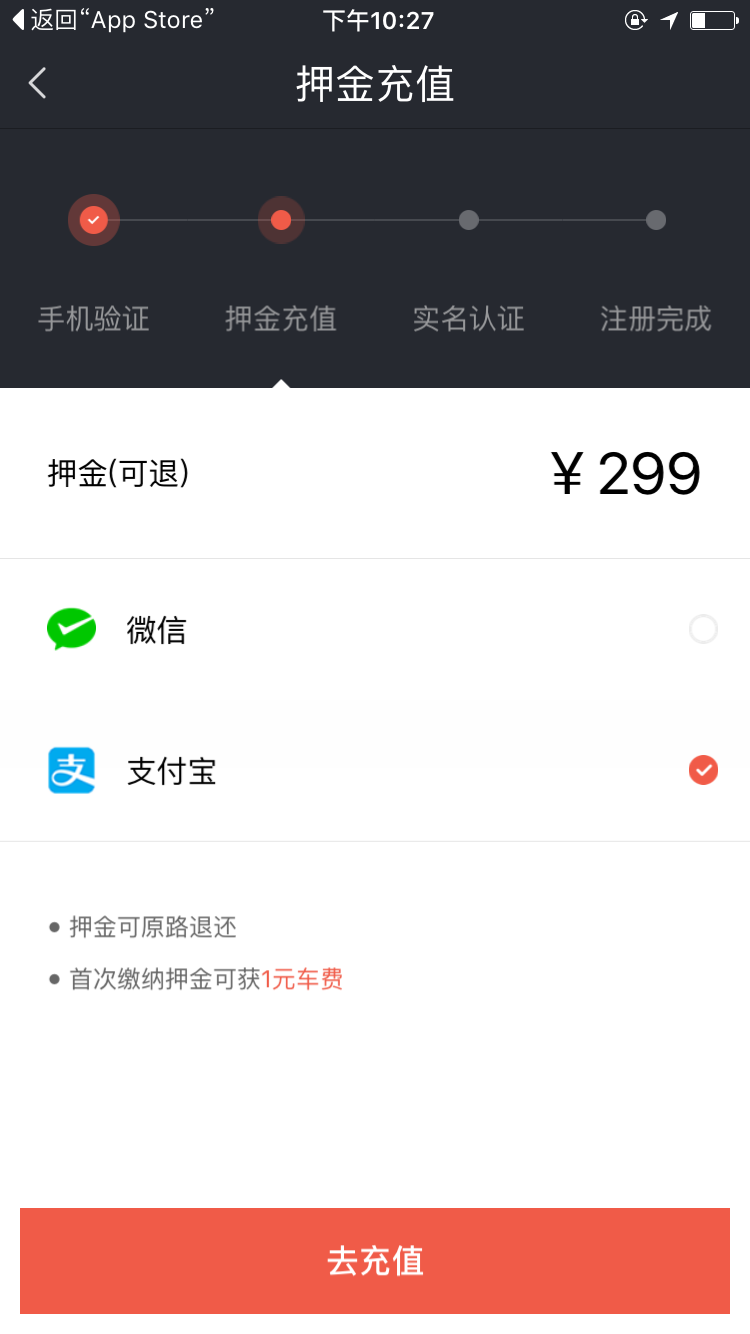 返回“App Store”
下午10:27
押金充值
手机验证
押金充值
实名认证
注册完成
押金(可退)
¥ 299
微信
支 支付宝
● 押金可原路退还
● 首次缴纳押金可获1元车费
去充值